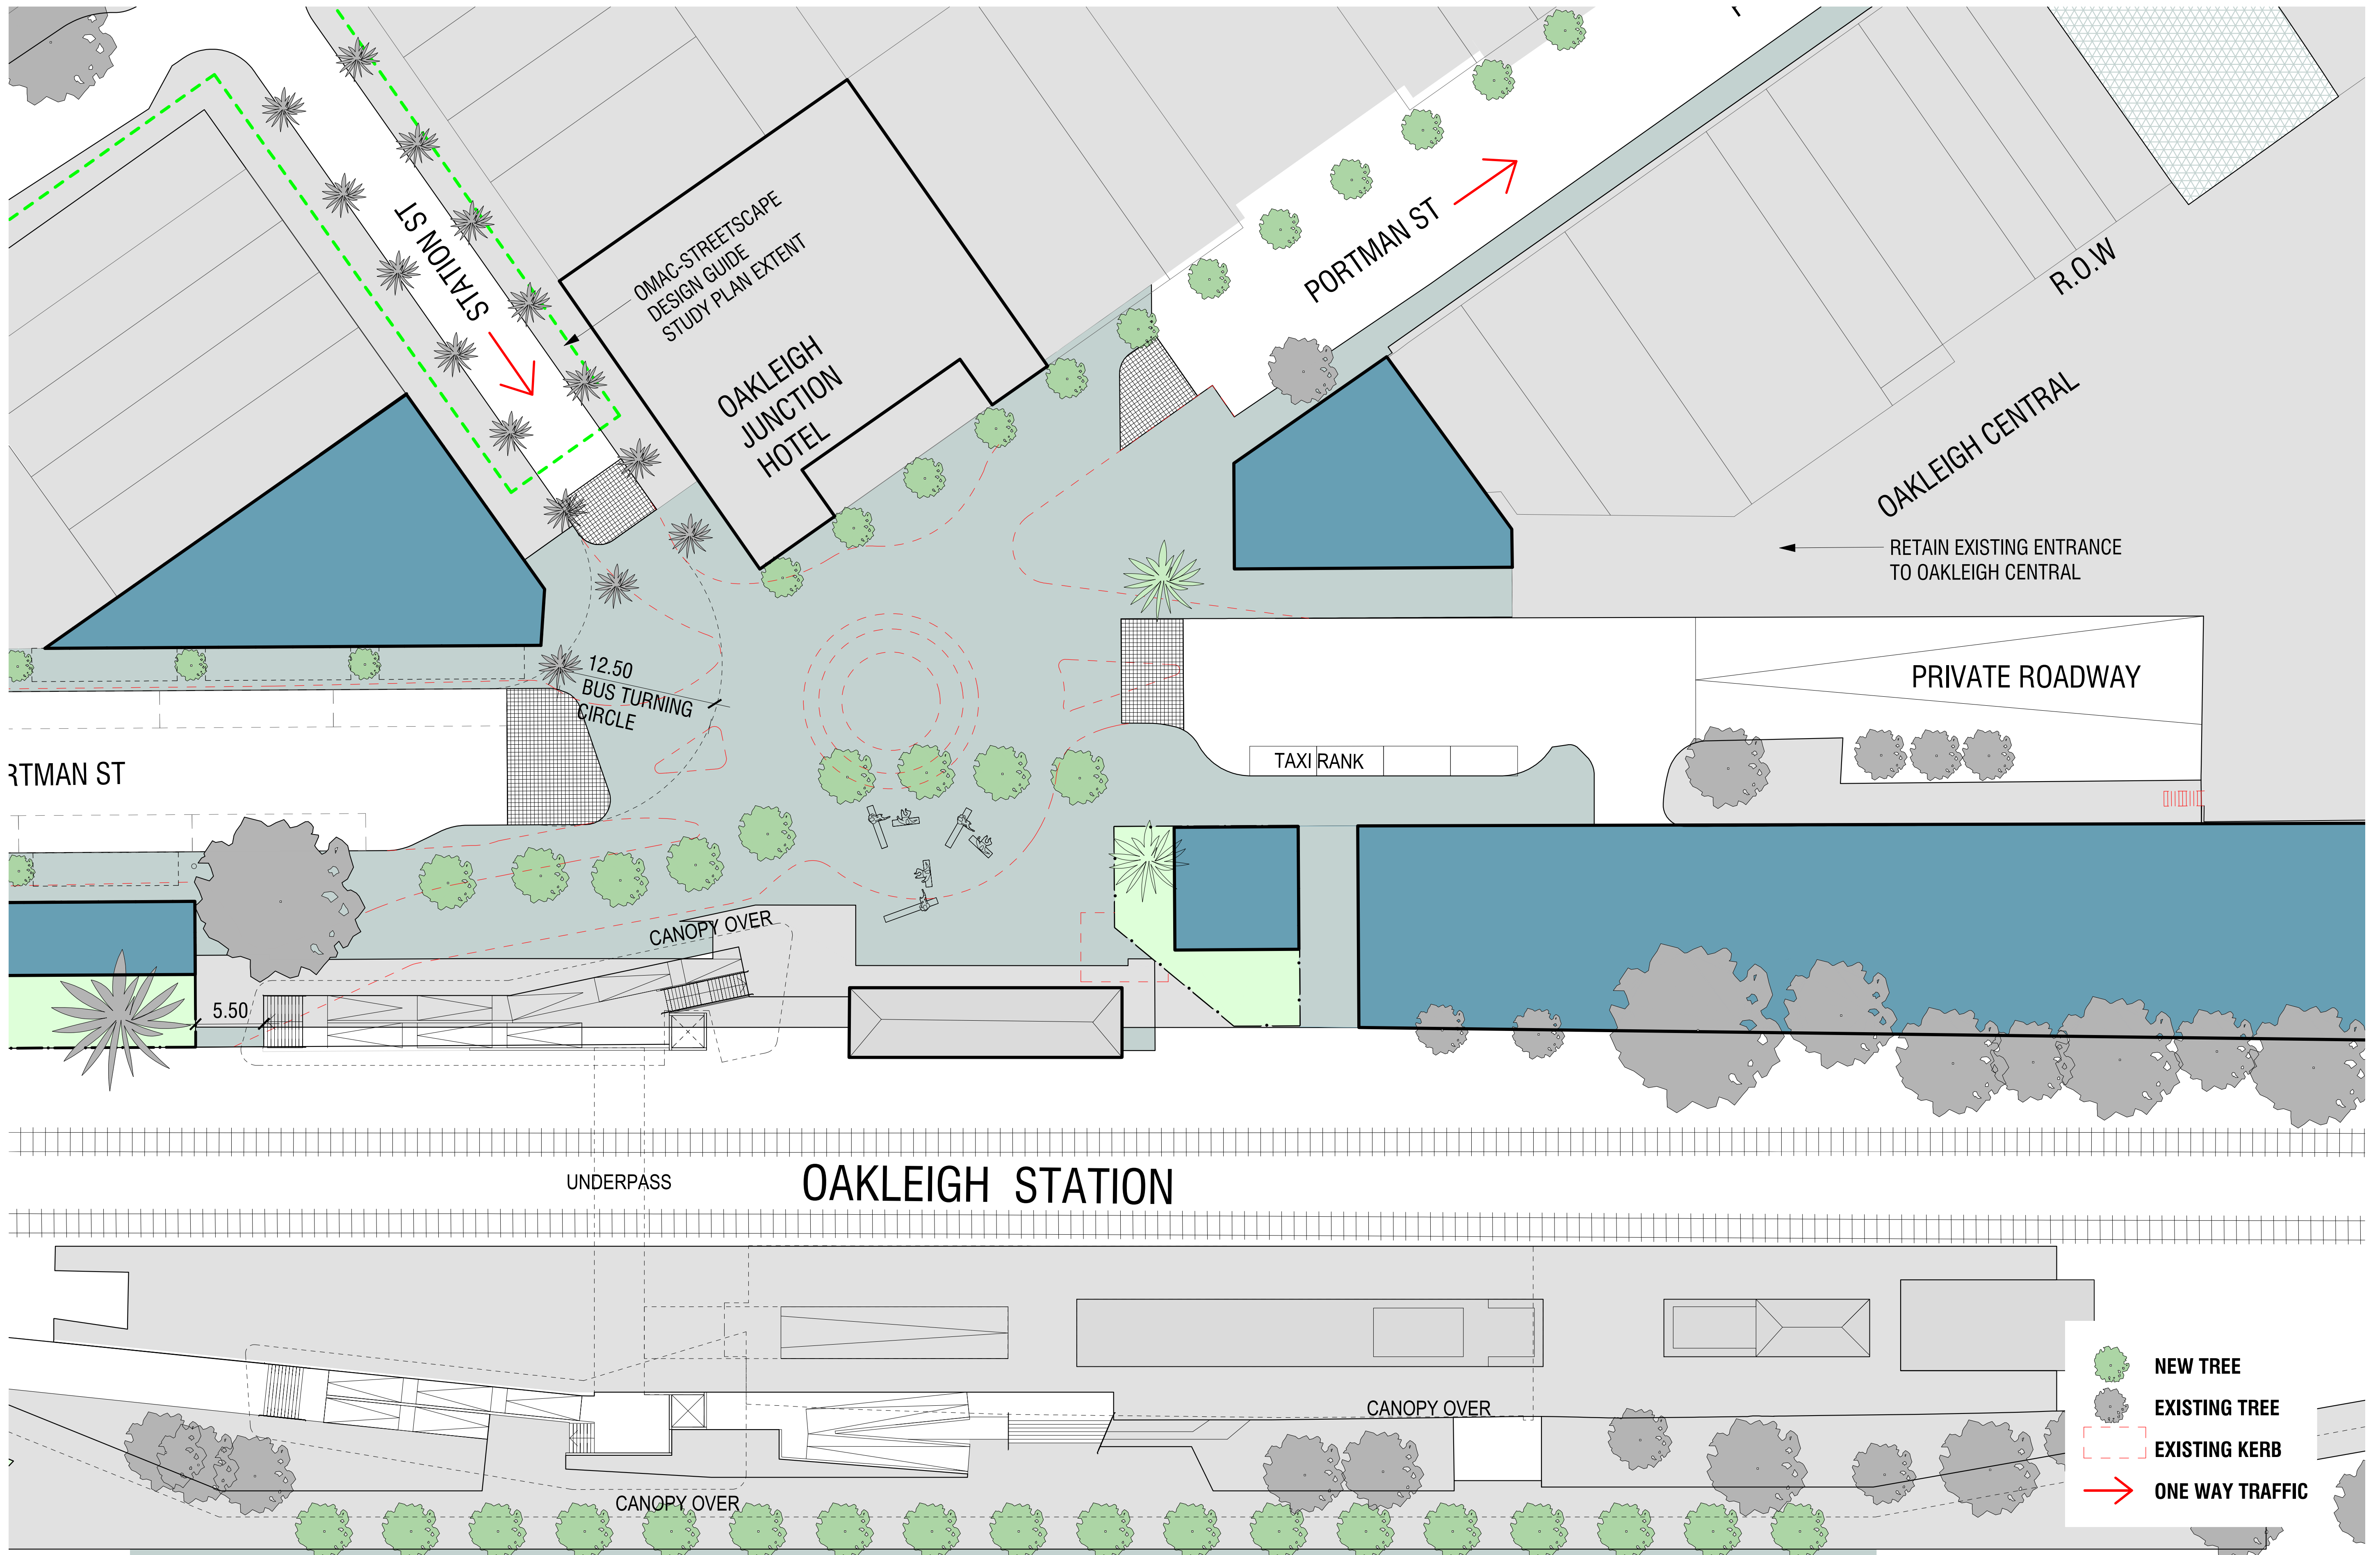 STATION ST
OMAC-STREETSCAPE
DESIGN GUIDE
STUDY PLAN EXTENT
OAKLEIGH
JUNCTION
HOTEL
PORTMAN ST
R.O.W
OAKLEIGH CENTRAL
RETAIN EXISTING ENTRANCE
TO OAKLEIGH CENTRAL
12.50
BUS TURNING
CIRCLE
PRIVATE ROADWAY
RTMAN ST
TAXI RANK
CANOPY OVER
5.50
UNDERPASS
OAKLEIGH STATION
CANOPY OVER
CANOPY OVER
NEW TREE
EXISTING TREE
EXISTING KERB
ONE WAY TRAFFIC